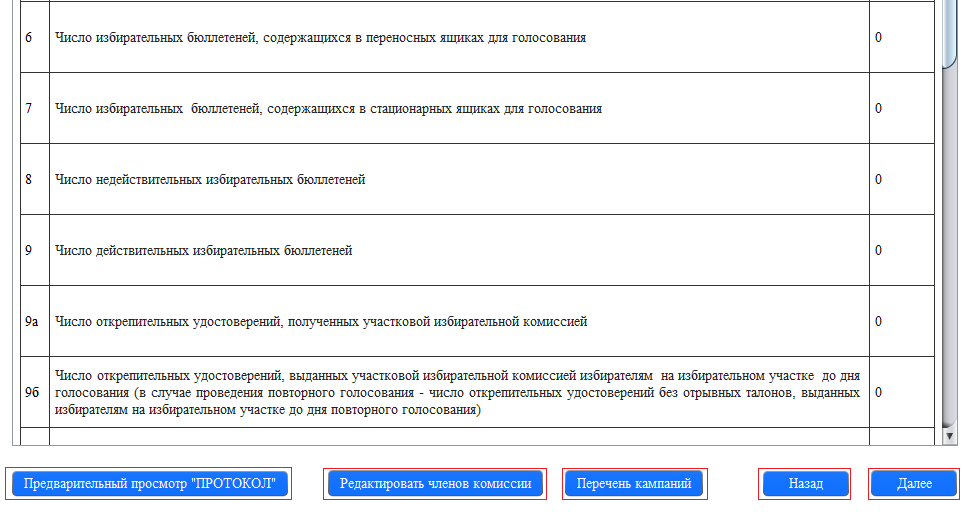 6 Число избирательных бюллетеней, содержащихся в переносных ящиках для голосования 0
7 Число избирательных бюллетеней, содержащихся в стационарных ящиках для голосования 0
8 Число недействительных избирательных бюллетеней 0
9 Число действительных избирательных бюллетеней 0
9а Число открепительных удостоверений, полученных участковой избирательной комиссией 0
Число открепительных удостоверений, выданных участковой избирательной комиссией избирателям на избирательном участке до дня
9б голосования (в случае проведения повторного голосования - число открепительных удостоверений без отрывных талонов, выданных 0
избирателям на избирательном участке до дня повторного голосования)
Предварительный просмотр "ПРОТОКОЛ" Редактировать членов комиссии Перечень кампаний Назад Далее